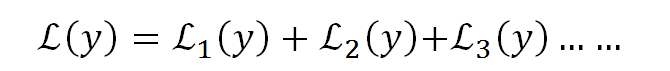 ℒ(y) = ℒ₁(y) + ℒ₂(y)+ℒ₃(y) … …